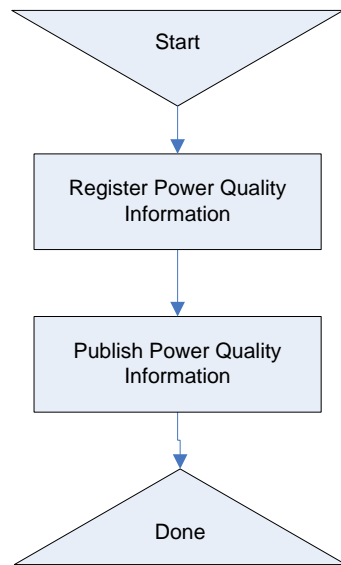 Start
Register Power Quality
Information
Publish Power Quality
Information
Done